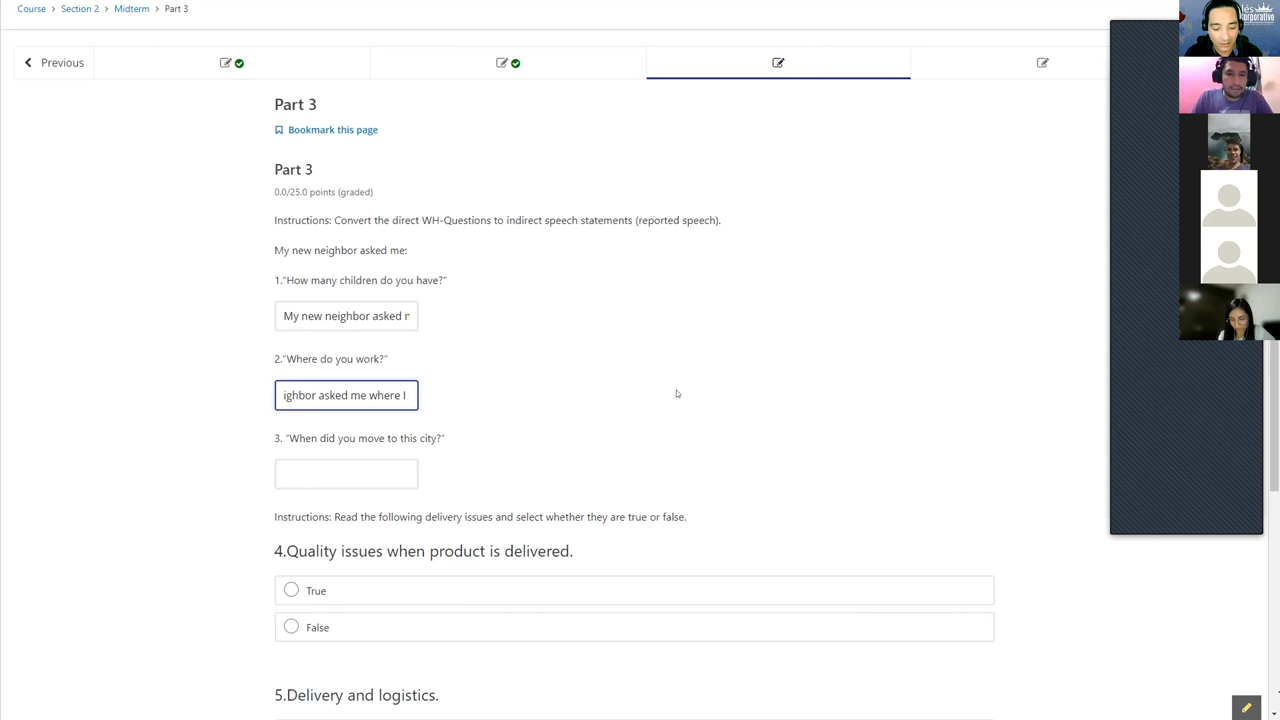 Course > Section 2 > Midterm > Part 3
lés
corporativo
Previous
Part 3
Bookmark this page
Part 3
0.0/25.0 points (graded)
Instructions: Convert the direct WH-Questions to indirect speech statements (reported speech).
My new neighbor asked me:
1."How many children do you have?"
My new neighbor asked
2."Where do you work?"
ighbor asked me where I
3. "When did you move to this city?"
Instructions: Read the following delivery issues and select whether they are true or false.
4.Quality issues when product is delivered.
True
False
5.Delivery and logistics.